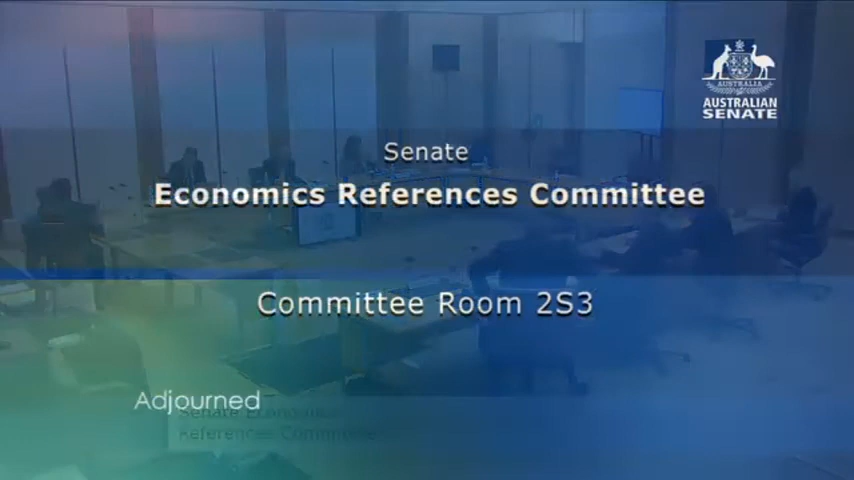 AUSTRALIA
AUSTRALIAN
SENATE
Senate
Economics References Committee
Committee Room 2S3
Adjourned
Senate Economics
References Committee